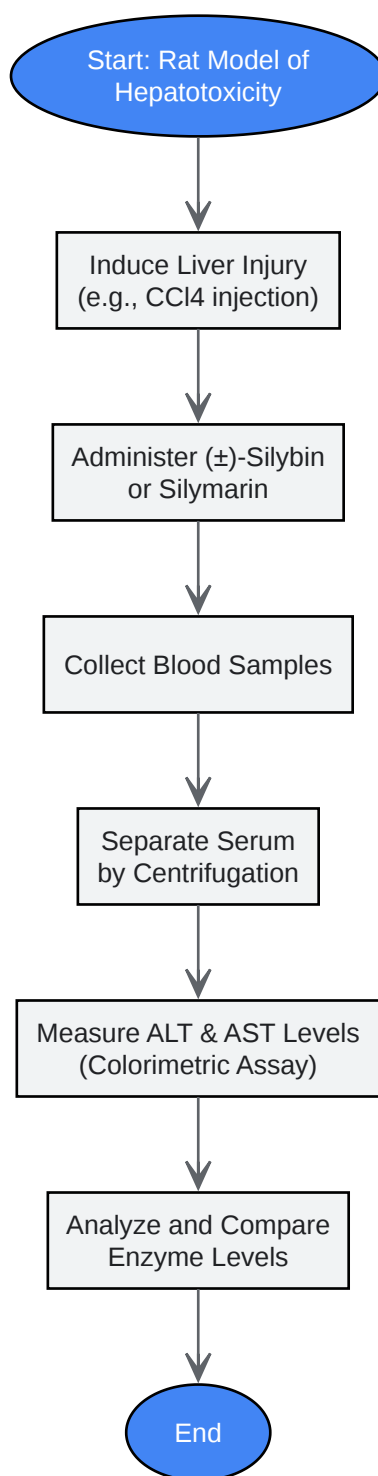 Start: Rat Model of
Hepatotoxicity
Induce Liver Injury
(e.g., CCl4 injection)
Administer (±)-Silybin
or Silymarin
Collect Blood Samples
Separate Serum
by Centrifugation
Measure ALT & AST Levels
(Colorimetric Assay)
Analyze and Compare
Enzyme Levels
End